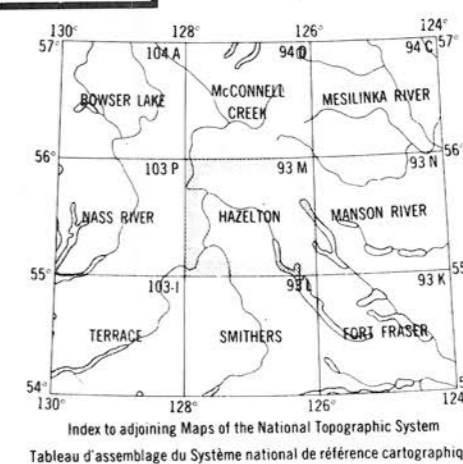 130° 128° 126° 124°
57° 104 A 94 D 94 C 57°
BOWSER LAKE McCONNELL CREEK MESILINKA RIVER
56° 103 P 93 M 93 N 56°
NASS RIVER HAZELTON MANSON RIVER
55° 103-I 93 L 93 K 55
TERRACE SMITHERS FORT FRASER
54° 54°
130° 128° 126° 124
Index to adjoining Maps of the National Topographic System
Tableau d'assemblage du Système national de référence cartographiq